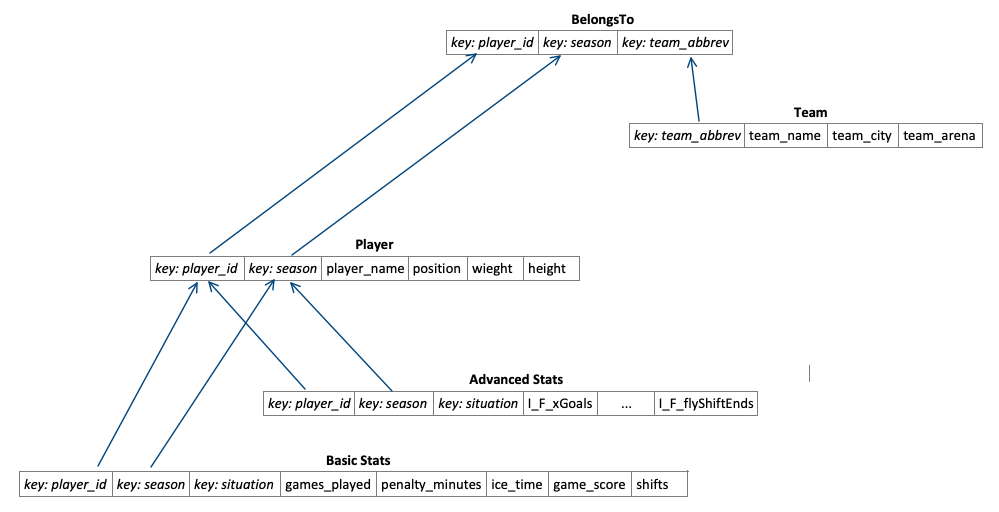 BelongsTo
key: player_id key: season key: team_abbrev
Team
key: team_abbrev team_name team_city team_arena
Player
key: player_id key: season player_name position wieght height
Advanced Stats
key: player_id key: season key: situation I_F_xGoals ... I_F_flyShiftEnds
Basic Stats
key: player_id key: season key: situation games_played penalty_minutes ice_time game_score shifts